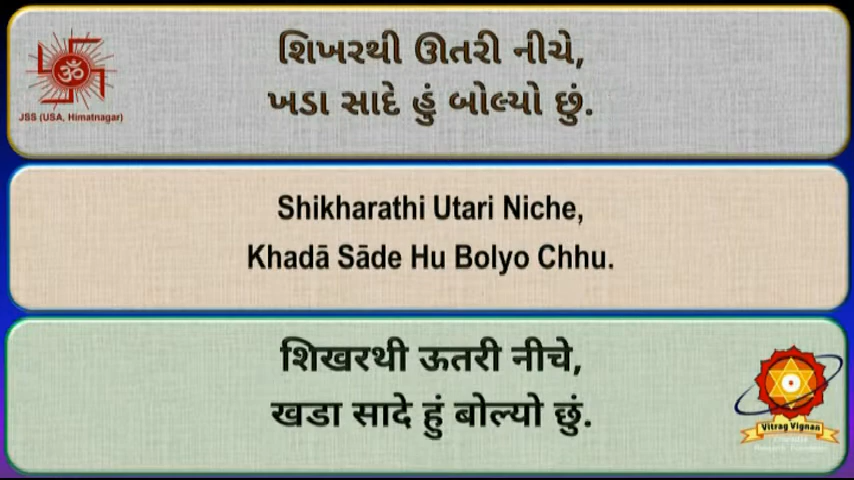 શિખરથી ઊતરી નીચે,
ખડા સાદે હું બોલ્યો છું.
JSS (USA, Himatnagar)
Shikharathi Utari Niche,
Khadā Sāde Hu Bolyo Chhu.
शिखरथी ऊतरी नीचे,
खडा सादे हुं बोल्यो छुं.
Vitrag Vignan